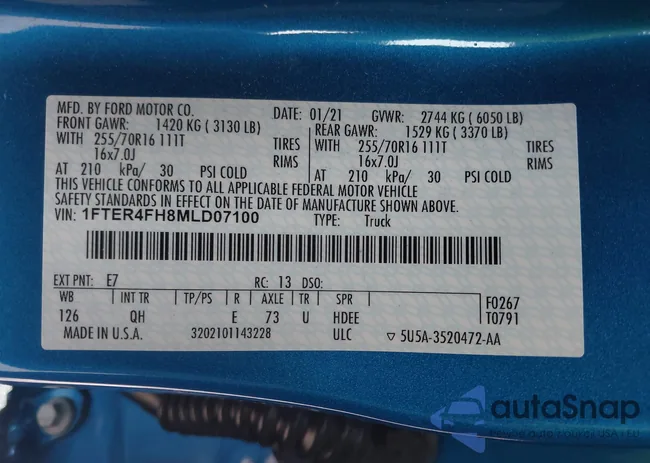 MFD. BY FORD MOTOR CO. DATE: 01/21 GVWR: 2744 KG ( 6050 LB)
FRONT GAWR: 1420 KG ( 3130 LB) REAR GAWR: 1529 KG ( 3370 LB)
WITH 255/70R16 111T TIRES WITH 255/70R16 111T TIRES
16x7.0J RIMS 16x7.0J RIMS
AT 210 kPa/ 30 PSI COLD AT 210 kPa/ 30 PSI COLD
THIS VEHICLE CONFORMS TO ALL APPLICABLE FEDERAL MOTOR VEHICLE
SAFETY STANDARDS IN EFFECT ON THE DATE OF MANUFACTURE SHOWN ABOVE.
VIN: 1FTER4FH8MLD07100 TYPE: Truck
EXT PNT: E7 RC: 13 DSO:
WB INT TR TP/PS R AXLE TR SPR F0267
126 QH E 73 U HDEE T0791
MADE IN U.S.A. 3202101143228 ULC ▽ 5U5A-3520472-AA
autaSnap